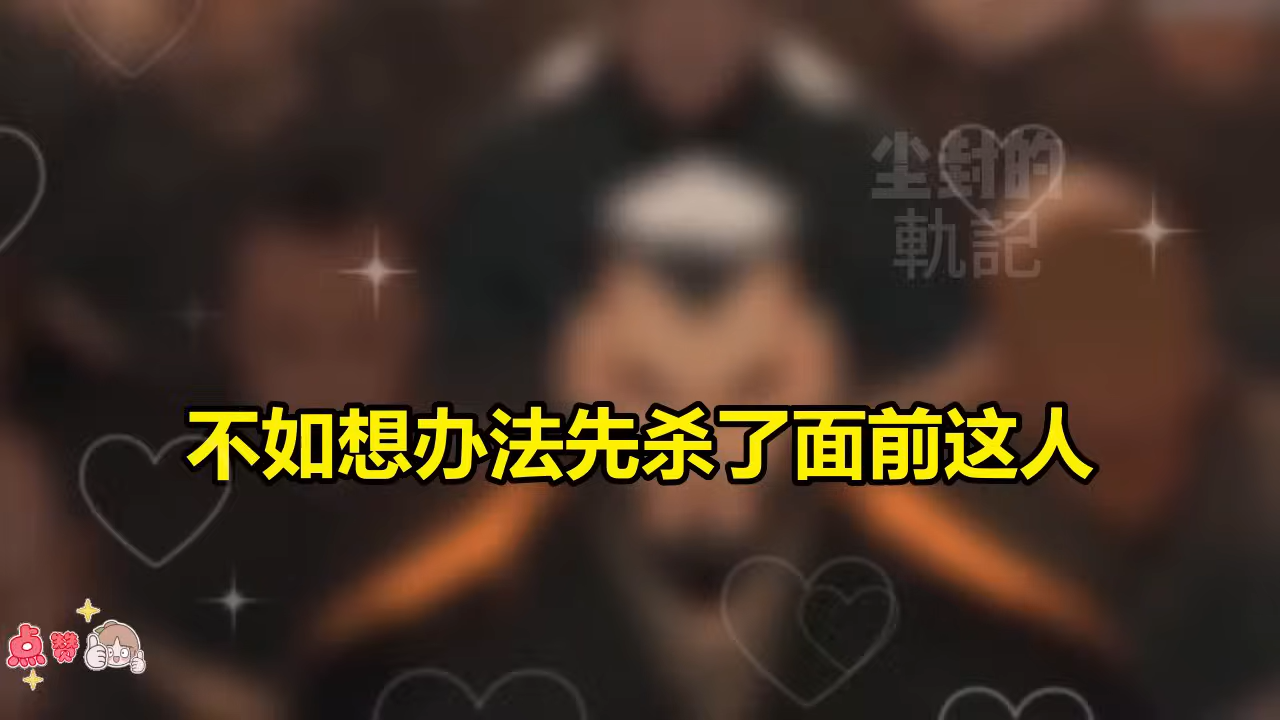 尘封的
軌記
不如想办法先杀了面前这人
点赞